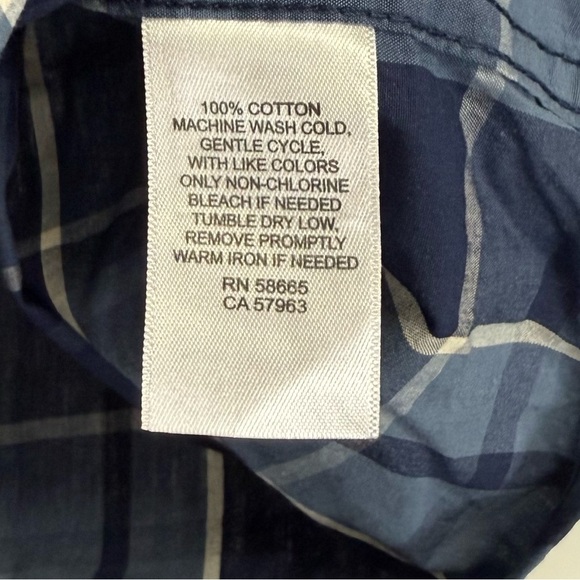 100% COTTON
MACHINE WASH COLD,
GENTLE CYCLE,
WITH LIKE COLORS
ONLY NON-CHLORINE
BLEACH IF NEEDED
TUMBLE DRY LOW,
REMOVE PROMPTLY
WARM IRON IF NEEDED
RN 58665
CA 57963